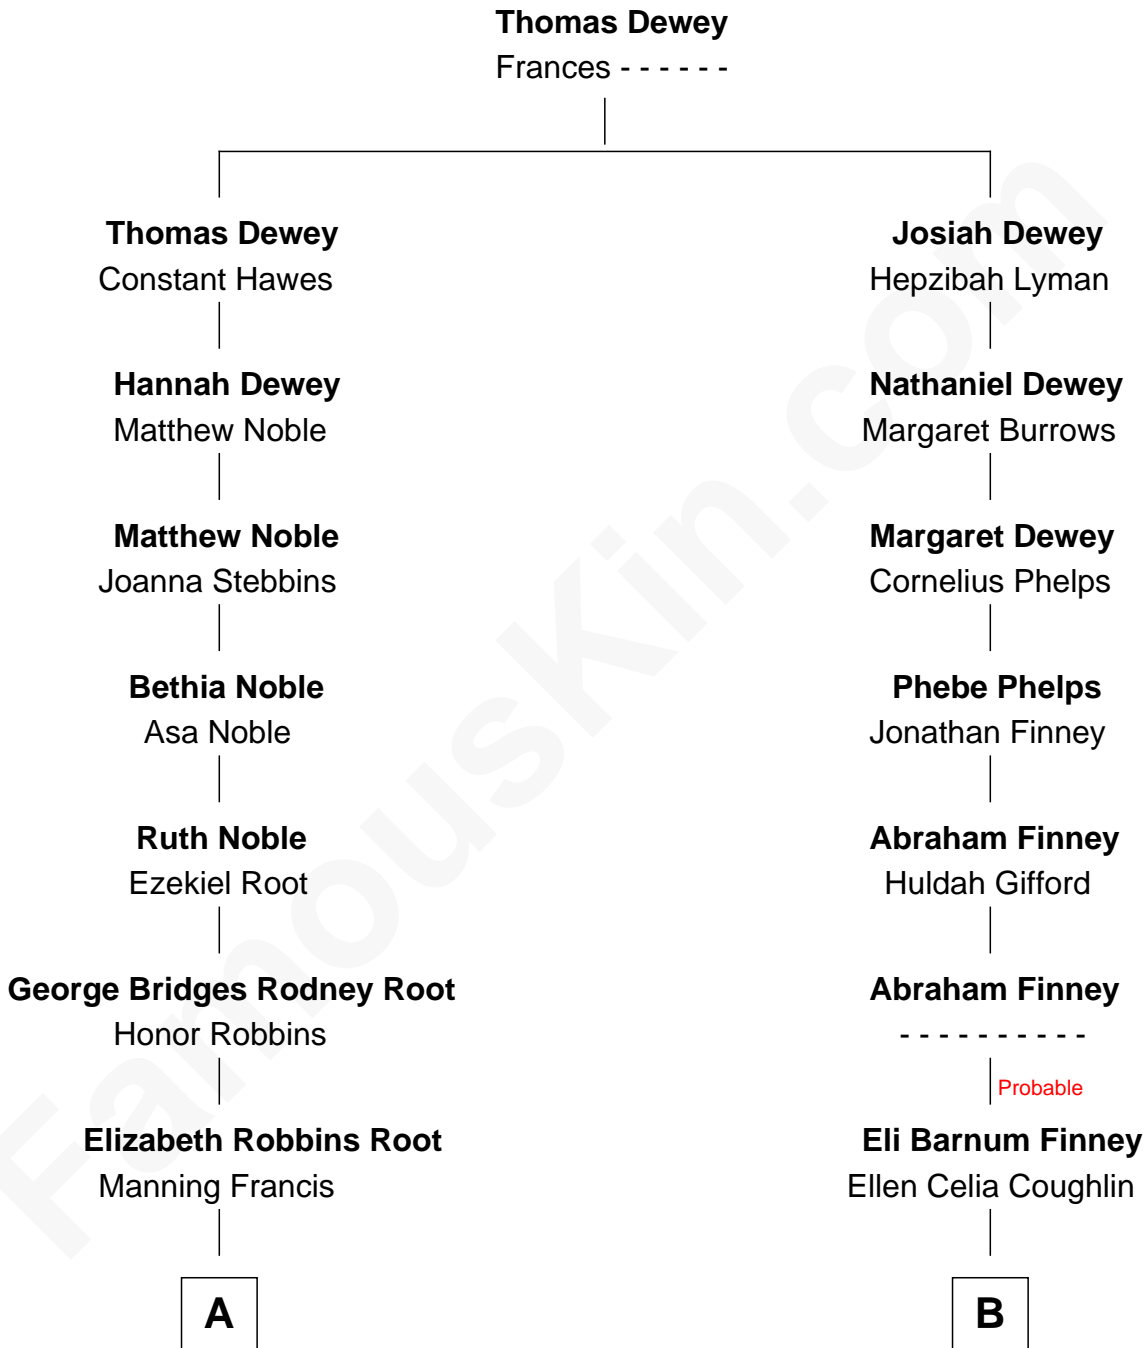 Thomas Dewey
Frances - - - - - -
Thomas Dewey
Constant Hawes
Josiah Dewey
Hepzibah Lyman
Hannah Dewey
Matthew Noble
Nathaniel Dewey
Margaret Burrows
Matthew Noble
Joanna Stebbins
Margaret Dewey
Cornelius Phelps
Bethia Noble
Asa Noble
Phebe Phelps
Jonathan Finney
Ruth Noble
Ezekiel Root
Abraham Finney
Huldah Gifford
George Bridges Rodney Root
Honor Robbins
Abraham Finney
- - - - - - - - - -
Probable
Elizabeth Robbins Root
Manning Francis
Eli Barnum Finney
Ellen Celia Coughlin
A
B
FamousKin.com